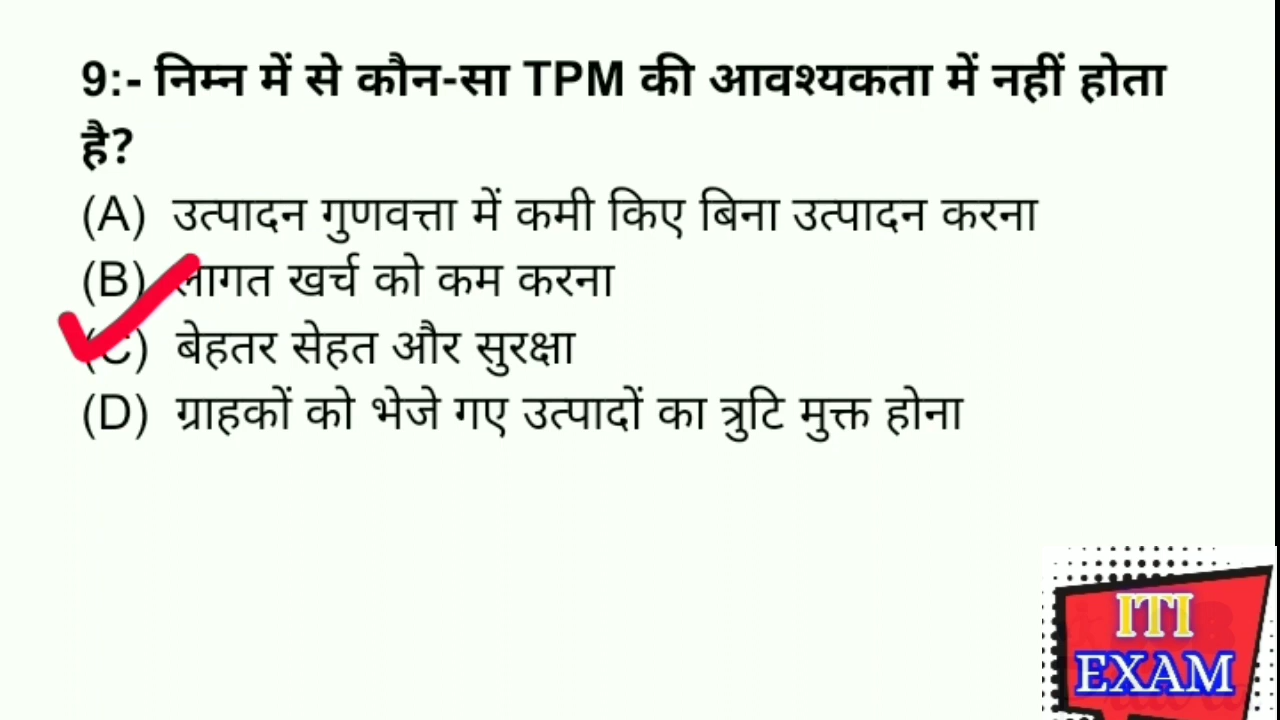 9:- निम्न में से कौन-सा TPM की आवश्यकता में नहीं होता
है?
(A) उत्पादन गुणवत्ता में कमी किए बिना उत्पादन करना
(B) लागत खर्च को कम करना
(C) बेहतर सेहत और सुरक्षा
(D) ग्राहकों को भेजे गए उत्पादों का त्रुटि मुक्त होना
ITI
EXAM